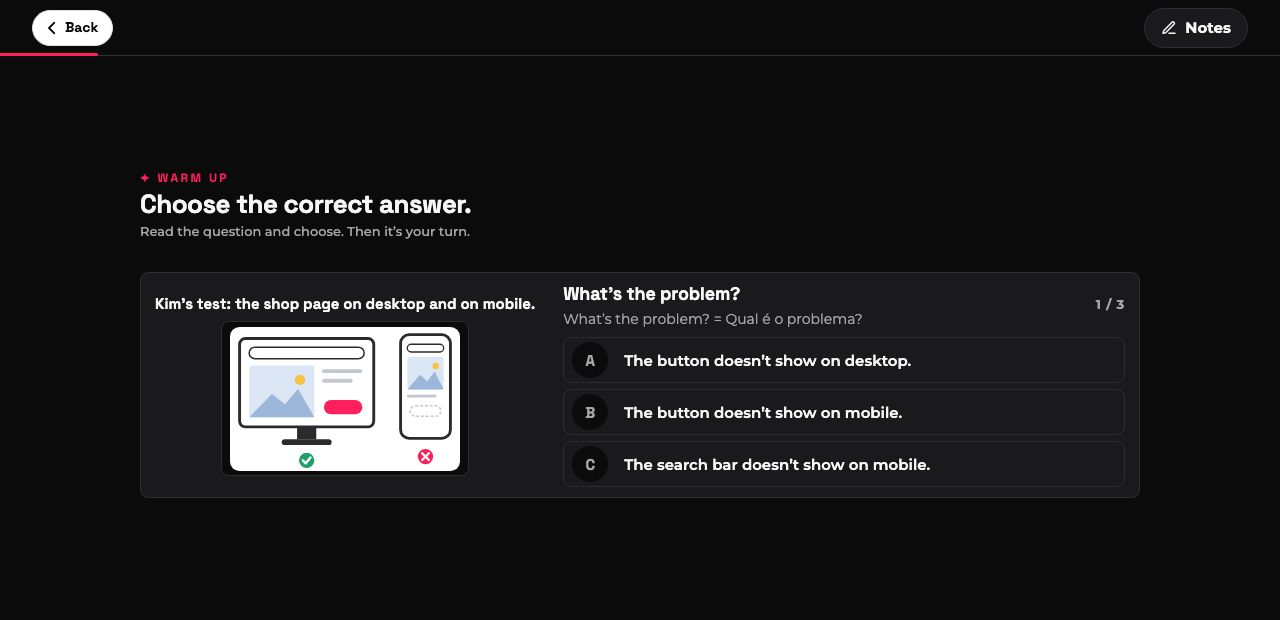 Back
Notes
WARM UP
Choose the correct answer.
Read the question and choose. Then it's your turn.
Kim's test: the shop page on desktop and on mobile.
What's the problem?
What's the problem? = Qual é o problema?
1 / 3
A The button doesn't show on desktop.
B The button doesn't show on mobile.
C The search bar doesn't show on mobile.